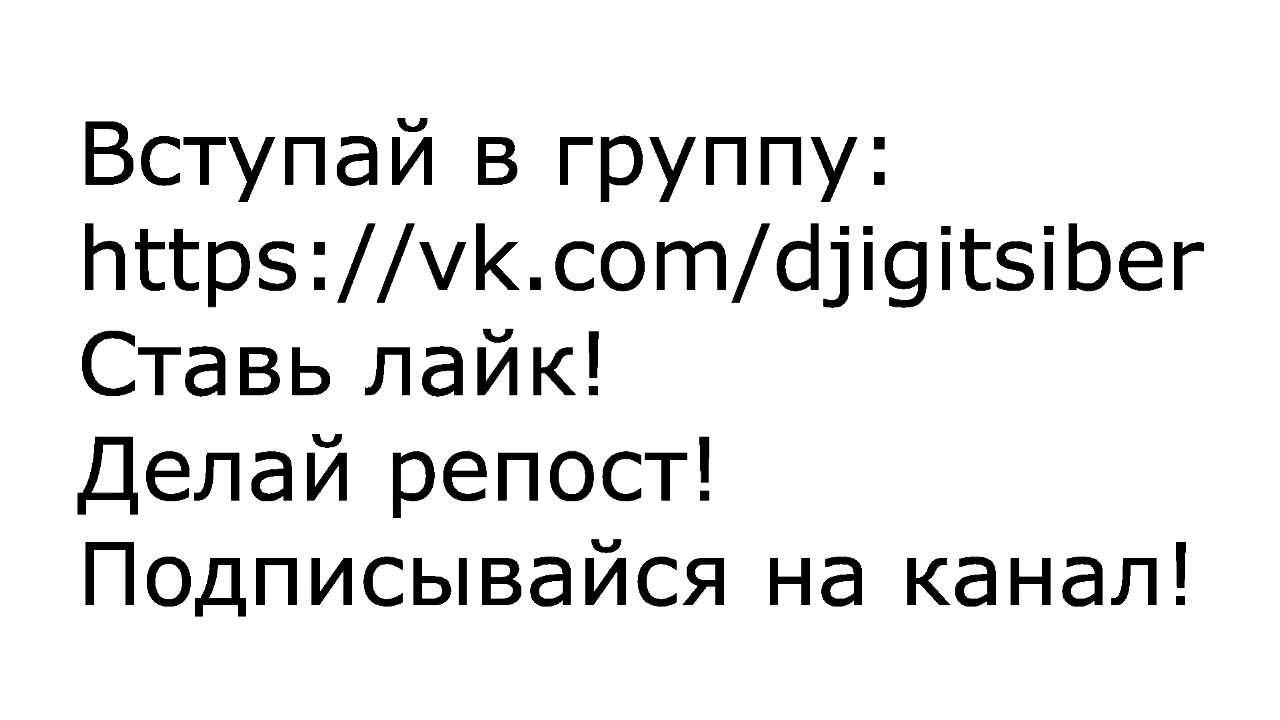 Вступай в группу:
https://vk.com/djigitsiber
Ставь лайк!
Делай репост!
Подписывайся на канал!